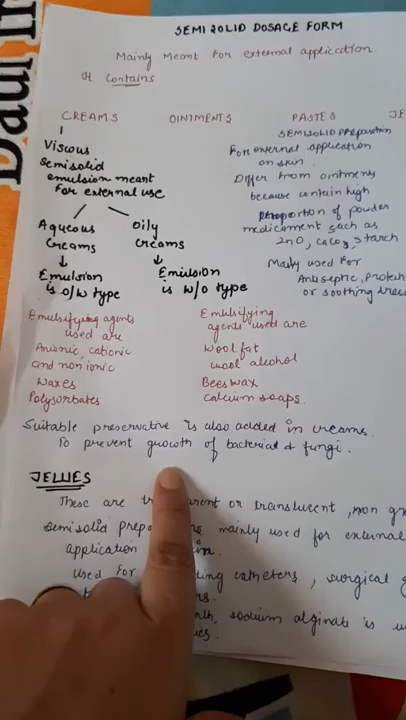 SEMI SOLID DOSAGE FORM
Mainly Meant for external application.
It Contains
CREAMS
Viscous
Semisolid
emulsion meant
for external use
Aqueous
Creams
Emulsion
is O/W type
Oily
Creams
Emulsion
is W/O type
OINTMENTS
PASTES
SEMISOLID PREPARATION
For external application
on skin.
Differ from ointments
because contain high
proportion of powder
medicament such as
ZnO, CaCO3, starch
Mainly used for
Antiseptic, Protective
or soothing dress
JE
Emulsifying agents
used are
Anionic, cationic
and non ionic
Waxes
Polysorbates
Emulsifying
agents used are
Wool fat
wool alcohol
Bees wax
Calcium soaps.
Suitable preservative is also added in creams.
To prevent growth of bacterial & fungi.
JELLIES
These are or translucent, non
semisolid mainly used for external
application
used for catheters, surgical
sodium alginate is